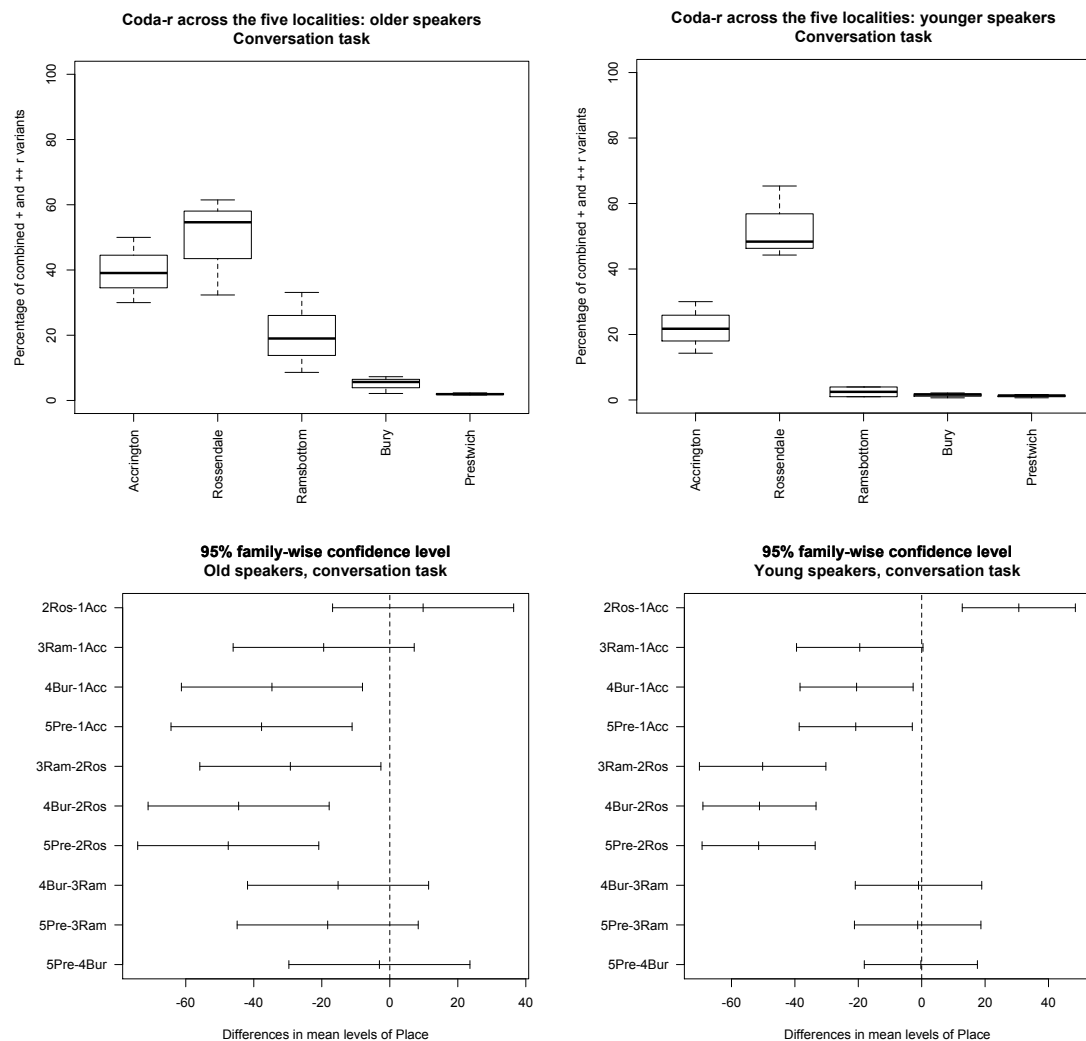 Coda-r across the five localities: older speakers
Conversation task
Percentage of combined + and ++ r variants
100
80
60
40
20
0
Accrington
Rossendale
Ramsbottom
Bury
Prestwich
Coda-r across the five localities: younger speakers
Conversation task
Percentage of combined + and ++ r variants
100
80
60
40
20
0
Accrington
Rossendale
Ramsbottom
Bury
Prestwich
95% family-wise confidence level
Old speakers, conversation task
2Ros-1Acc
3Ram-1Acc
4Bur-1Acc
5Pre-1Acc
3Ram-2Ros
4Bur-2Ros
5Pre-2Ros
4Bur-3Ram
5Pre-3Ram
5Pre-4Bur
-60 -40 -20 0 20 40
Differences in mean levels of Place
95% family-wise confidence level
Young speakers, conversation task
2Ros-1Acc
3Ram-1Acc
4Bur-1Acc
5Pre-1Acc
3Ram-2Ros
4Bur-2Ros
5Pre-2Ros
4Bur-3Ram
5Pre-3Ram
5Pre-4Bur
-60 -40 -20 0 20 40
Differences in mean levels of Place